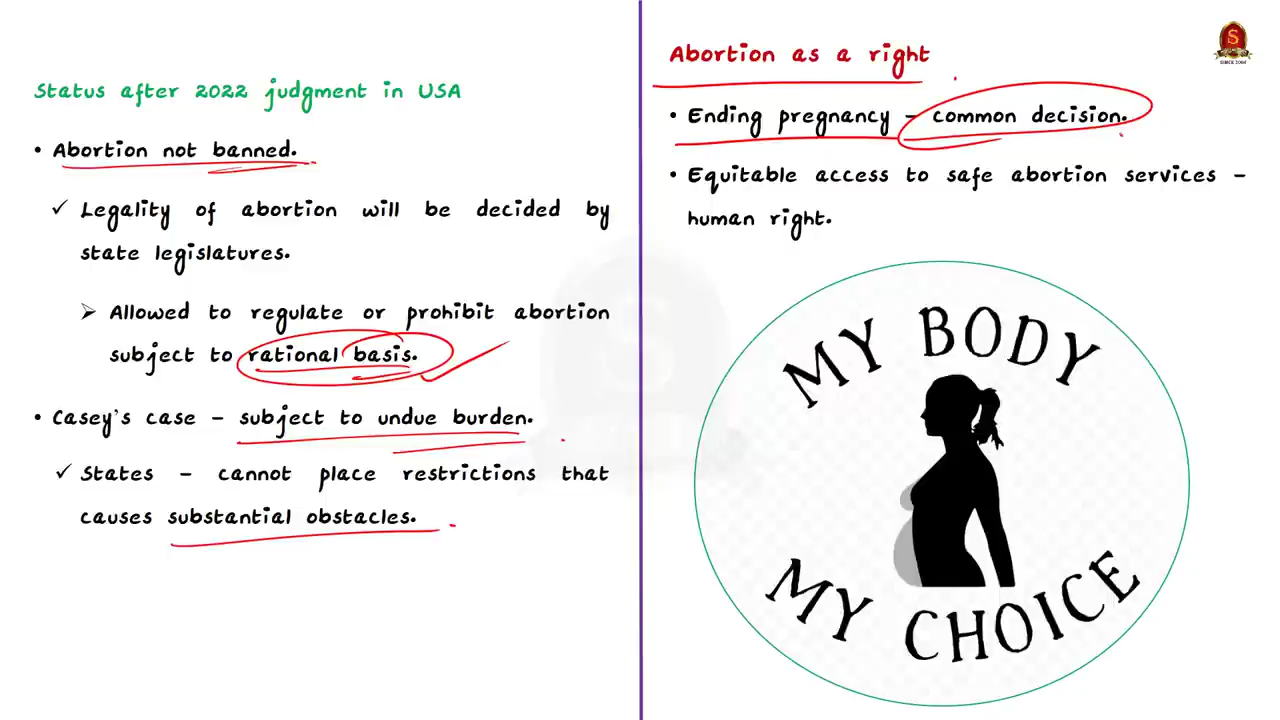 Status after 2022 judgment in USA
• Abortion not banned.
✓ Legality of abortion will be decided by
state legislatures.
➢ Allowed to regulate or prohibit abortion
subject to rational basis.
• Casey's case – subject to undue burden.
✓ States – cannot place restrictions that
causes substantial obstacles.
Abortion as a right
• Ending pregnancy – common decision.
• Equitable access to safe abortion services –
human right.
MY BODY
MY CHOICE
S
SINCE 2004